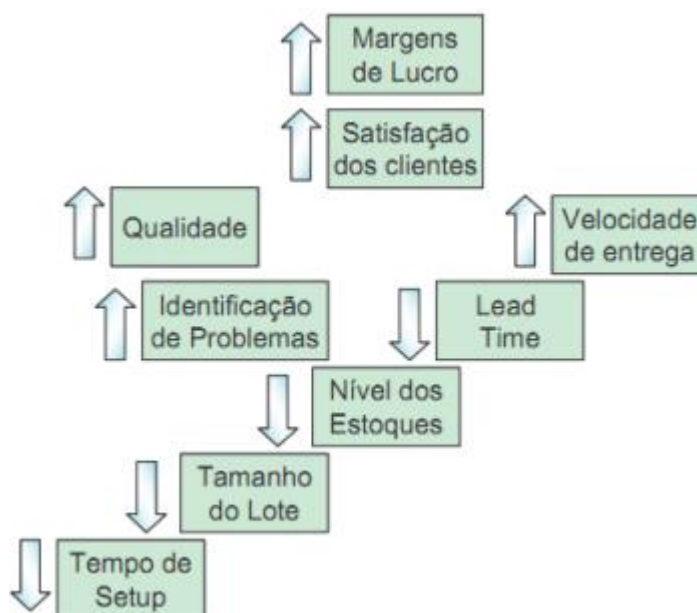 Margens
de Lucro
Satisfação
dos clientes
Qualidade
Velocidade
de entrega
Identificação
de Problemas
Lead
Time
Nível dos
Estoques
Tamanho
do Lote
Tempo de
Setup